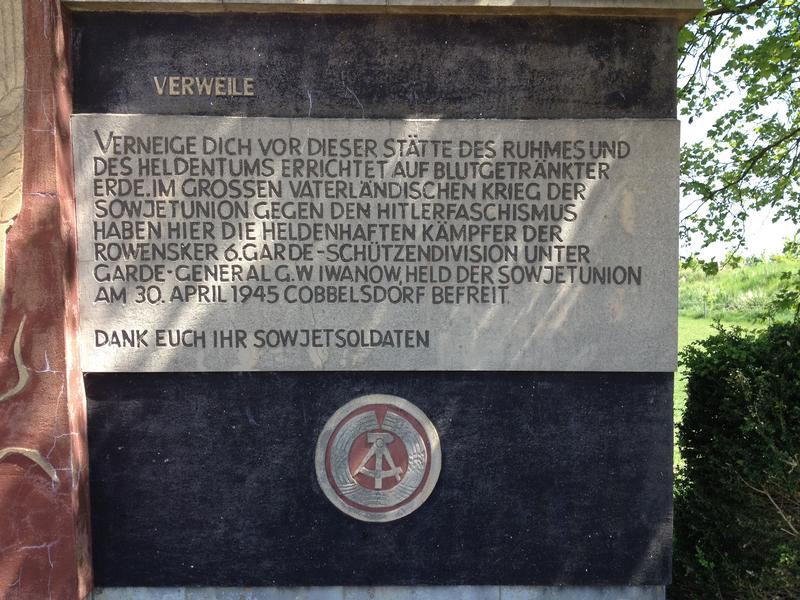 VERWEILE
VERNEIGE DICH VOR DIESER STÄTTE DES RUHMES UND
DES HELDENTUMS ERRICHTET AUF BLUTGETRÄNKTER
ERDE. IM GROSSEN VATERLÄNDISCHEN KRIEG DER
SOWJETUNION GEGEN DEN HITLERFASCHISMUS
HABEN HIER DIE HELDENHAFTEN KÄMPFER DER
ROWENSKER 6. GARDE-SCHÜTZENDIVISION UNTER
GARDE-GENERAL G.W IWANOW, HELD DER SOWJETUNION
AM 30. APRIL 1945 COBBELSDORF BEFREIT.
DANK EUCH IHR SOWJETSOLDATEN